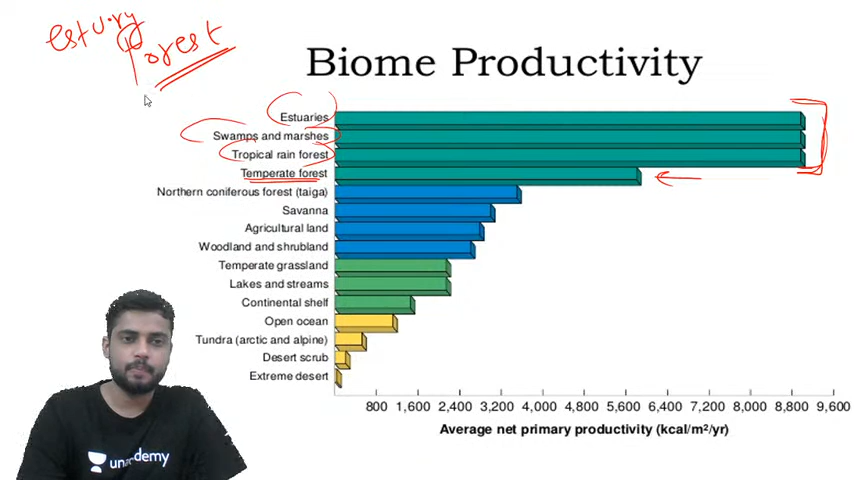 estuary
forest
Biome Productivity
Estuaries
Swamps and marshes
Tropical rain forest
Temperate forest
Northern coniferous forest (taiga)
Savanna
Agricultural land
Woodland and shrubland
Temperate grassland
Lakes and streams
Continental shelf
Open ocean
Tundra (arctic and alpine)
Desert scrub
Extreme desert
800 1,600 2,400 3,200 4,000 4,800 5,600 6,400 7,200 8,000 8,800 9,600
Average net primary productivity (kcal/m²/yr)
unacademy